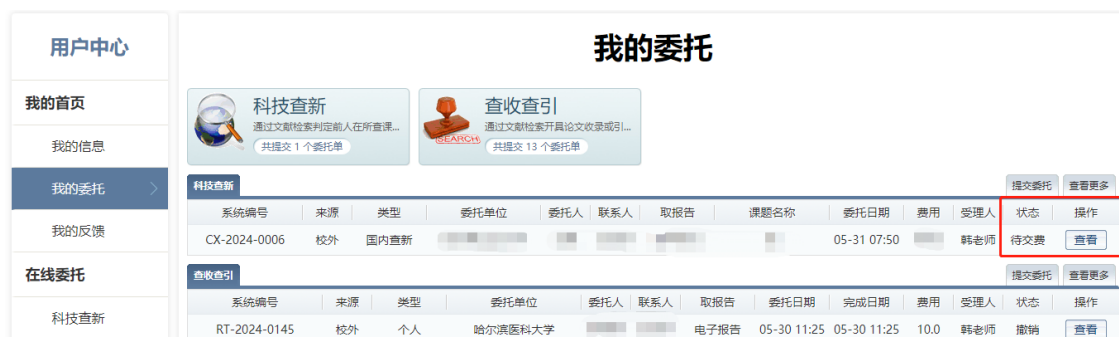 用户中心
我的首页
我的信息
我的委托
我的反馈
在线委托
科技查新
我的委托
科技查新
通过文献检索判定前人在所查课...
共提交 1 个委托单
查收查引
通过文献检索开具论文收录或引...
共提交 13 个委托单
SEARCH
科技查新 提交委托 查看更多
系统编号 来源 类型 委托单位 委托人 联系人 取报告 课题名称 委托日期 费用 受理人 状态 操作
CX-2024-0006 校外 国内查新 05-31 07:50 韩老师 待交费 查看
查收查引 提交委托 查看更多
系统编号 来源 类型 委托单位 委托人 联系人 取报告 委托日期 完成日期 费用 受理人 状态 操作
RT-2024-0145 校外 个人 哈尔滨医科大学 电子报告 05-30 11:25 05-30 11:25 10.0 韩老师 撤销 查看